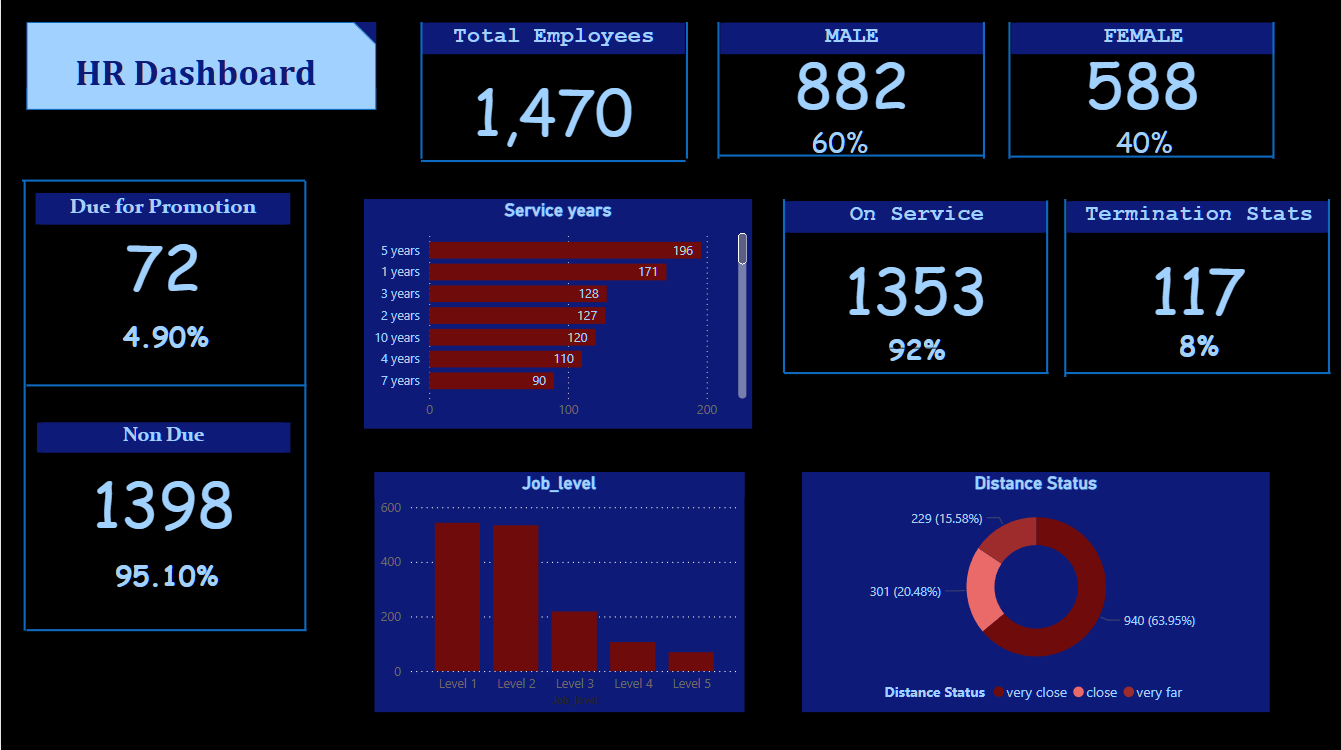 HR Dashboard
Total Employees
1,470
MALE
882
60%
FEMALE
588
40%
Due for Promotion
72
4.90%
Non Due
1398
95.10%
Service years
5 years 196
1 years 171
3 years 128
2 years 127
10 years 120
4 years 110
7 years 90
0 100 200
On Service
1353
92%
Termination Stats
117
8%
Job_level
600
400
200
0
Level 1 Level 2 Level 3 Level 4 Level 5
Job_level
Distance Status
229 (15.58%)
301 (20.48%)
940 (63.95%)
Distance Status very close close very far